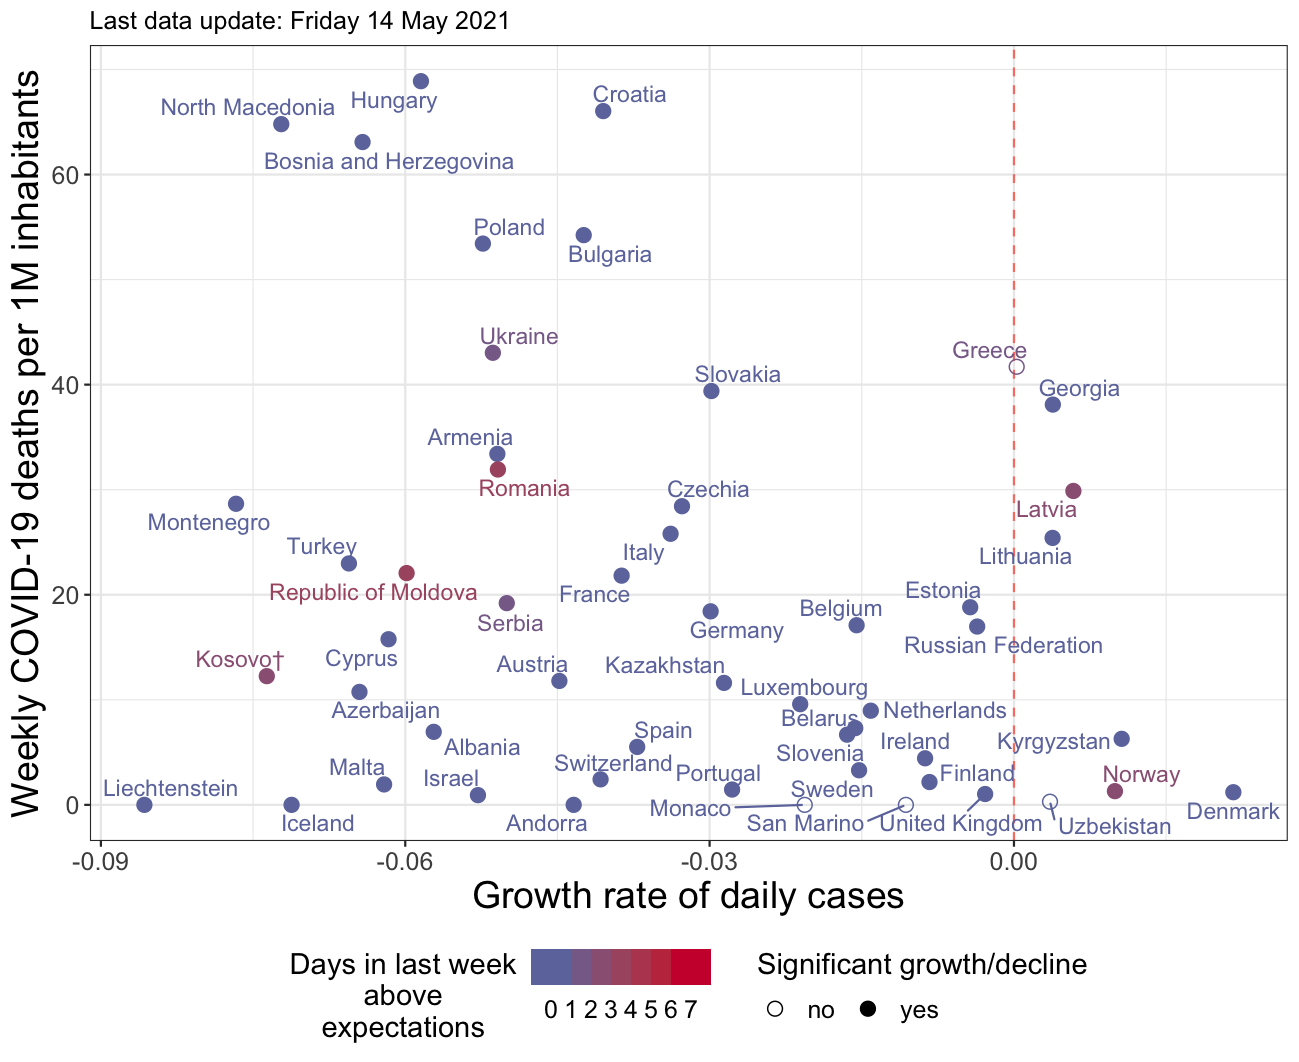 Last data update: Friday 14 May 2021
Weekly COVID-19 deaths per 1M inhabitants
60
40
20
0
Hungary
Croatia
North Macedonia
Bosnia and Herzegovina
Poland
Bulgaria
Ukraine
Greece
Slovakia
Georgia
Armenia
Romania
Czechia
Latvia
Montenegro
Turkey
Italy
Lithuania
Republic of Moldova
France
Estonia
Serbia
Germany
Belgium
Russian Federation
Kosovo†
Cyprus
Austria
Kazakhstan
Luxembourg
Azerbaijan
Belarus
Netherlands
Albania
Spain
Slovenia
Ireland
Kyrgyzstan
Malta
Israel
Switzerland
Portugal
Finland
Norway
Liechtenstein
Sweden
Monaco
Denmark
Iceland
Andorra
San Marino
United Kingdom
Uzbekistan
-0.09
-0.06
-0.03
0.00
Growth rate of daily cases
Days in last week
above
expectations
0 1 2 3 4 5 6 7
Significant growth/decline
no
yes